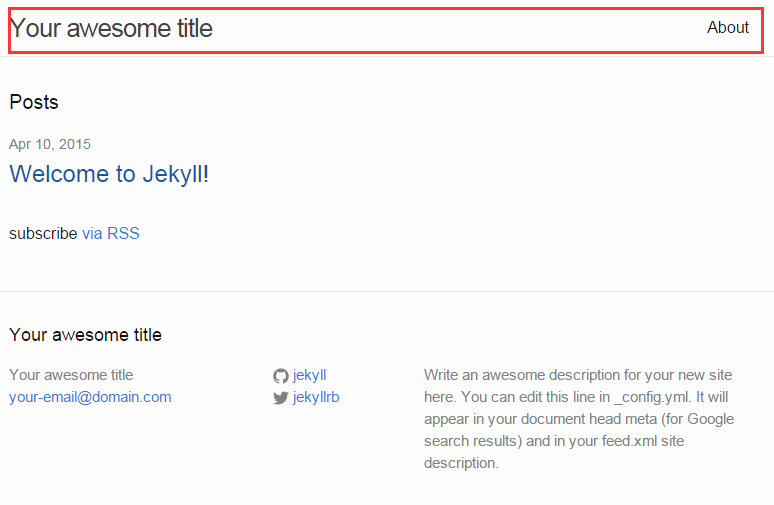 Your awesome title
About
Posts
Apr 10, 2015
Welcome to Jekyll!
subscribe via RSS
Your awesome title
Your awesome title
your-email@domain.com
jekyll
jekyllrb
Write an awesome description for your new site
here. You can edit this line in _config.yml. It will
appear in your document head meta (for Google
search results) and in your feed.xml site
description.